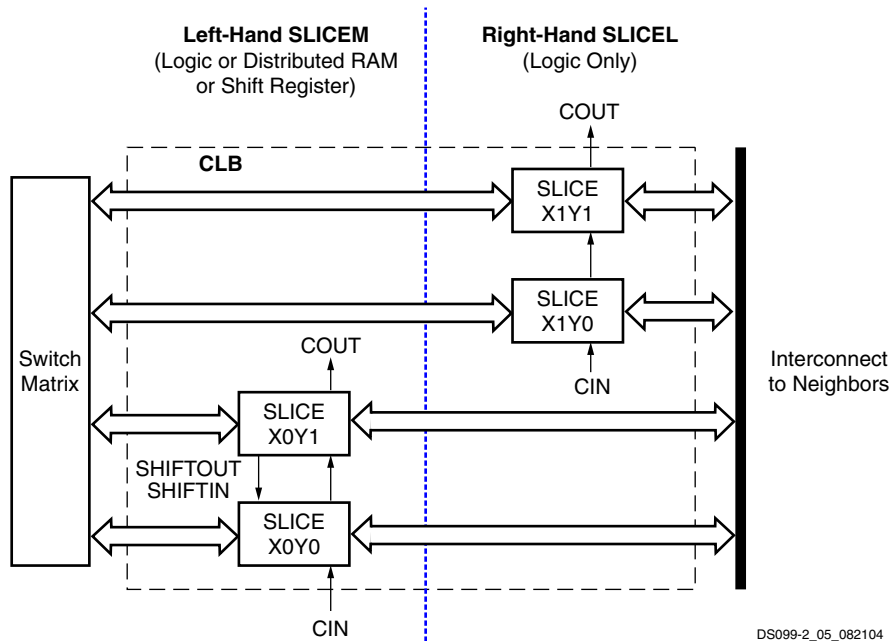 Left-Hand SLICEM
(Logic or Distributed RAM
or Shift Register)
Right-Hand SLICEL
(Logic Only)
COUT
CLB
SLICE
X1Y1
SLICE
X1Y0
COUT
CIN
Switch
Matrix
Interconnect
to Neighbors
SLICE
X0Y1
SHIFTOUT
SHIFTIN
SLICE
X0Y0
CIN
DS099-2_05_082104